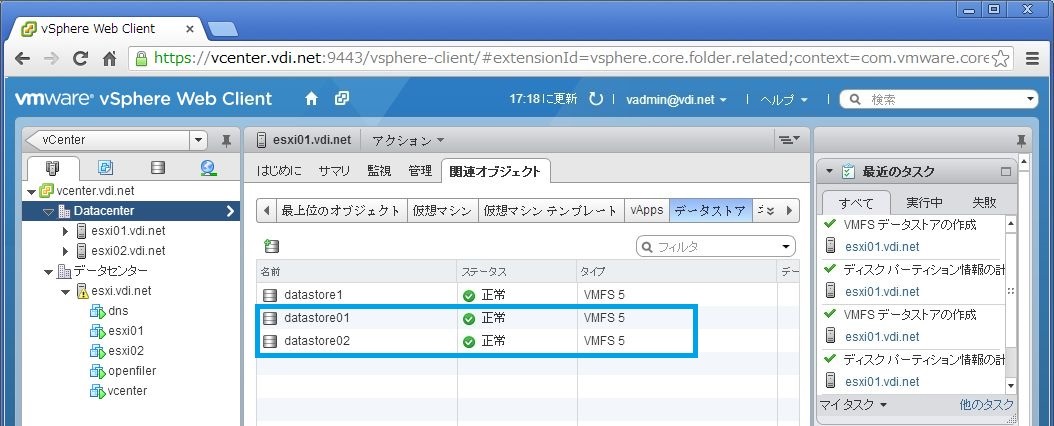 vSphere Web Client
https://vcenter.vdi.net:9443/vsphere-client/#extensionId=vsphere.core.folder.related;context=com.vmware.core
vmware® vSphere Web Client
17:18 に更新
vadmin@vdi.net
ヘルプ
検索
vCenter
vcenter.vdi.net
Datacenter
esxi01.vdi.net
esxi02.vdi.net
データセンター
esxi.vdi.net
dns
esxi01
esxi02
openfiler
vcenter
esxi01.vdi.net アクション
はじめに サマリ 監視 管理 関連オブジェクト
最上位のオブジェクト 仮想マシン 仮想マシン テンプレート vApps データストア
フィルタ
名前 ステータス タイプ デー
datastore1 正常 VMFS 5
datastore01 正常 VMFS 5
datastore02 正常 VMFS 5
最近のタスク
すべて 実行中 失敗
VMFS データストアの作成
esxi01.vdi.net
ディスク パーティション情報の計
esxi01.vdi.net
VMFS データストアの作成
esxi01.vdi.net
ディスク パーティション情報の計
esxi01.vdi.net
マイ タスク 他のタスク